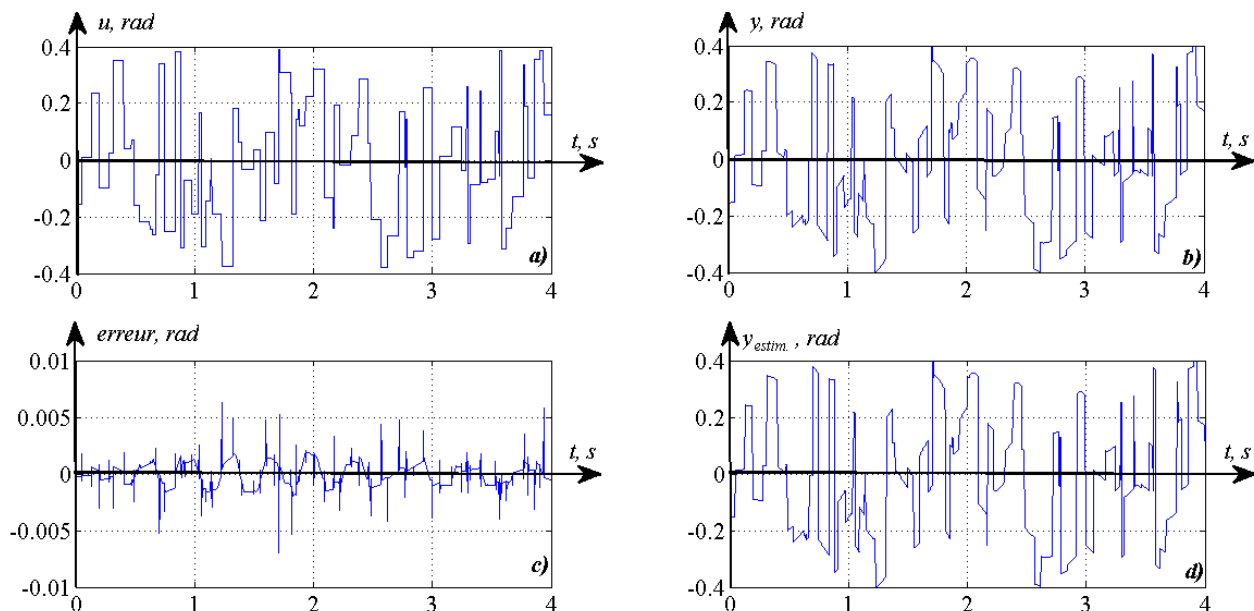 u, rad
0.4
0.2
0
-0.2
-0.4
t, s
a)
0 1 2 3 4
y, rad
0.4
0.2
0
-0.2
-0.4
t, s
b)
0 1 2 3 4
erreur, rad
0.01
0.005
0
-0.005
-0.01
t, s
c)
0 1 2 3 4
yestim. , rad
0.4
0.2
0
-0.2
-0.4
t, s
d)
0 1 2 3 4